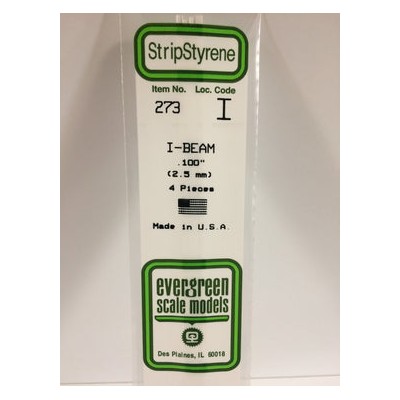 StripStyrene
Item No. Loc. Code
273 I
I-BEAM
.100"
(2.5 mm)
4 Pieces
Made in U.S.A.
evergreen
scale models
Des Plaines, IL 60018